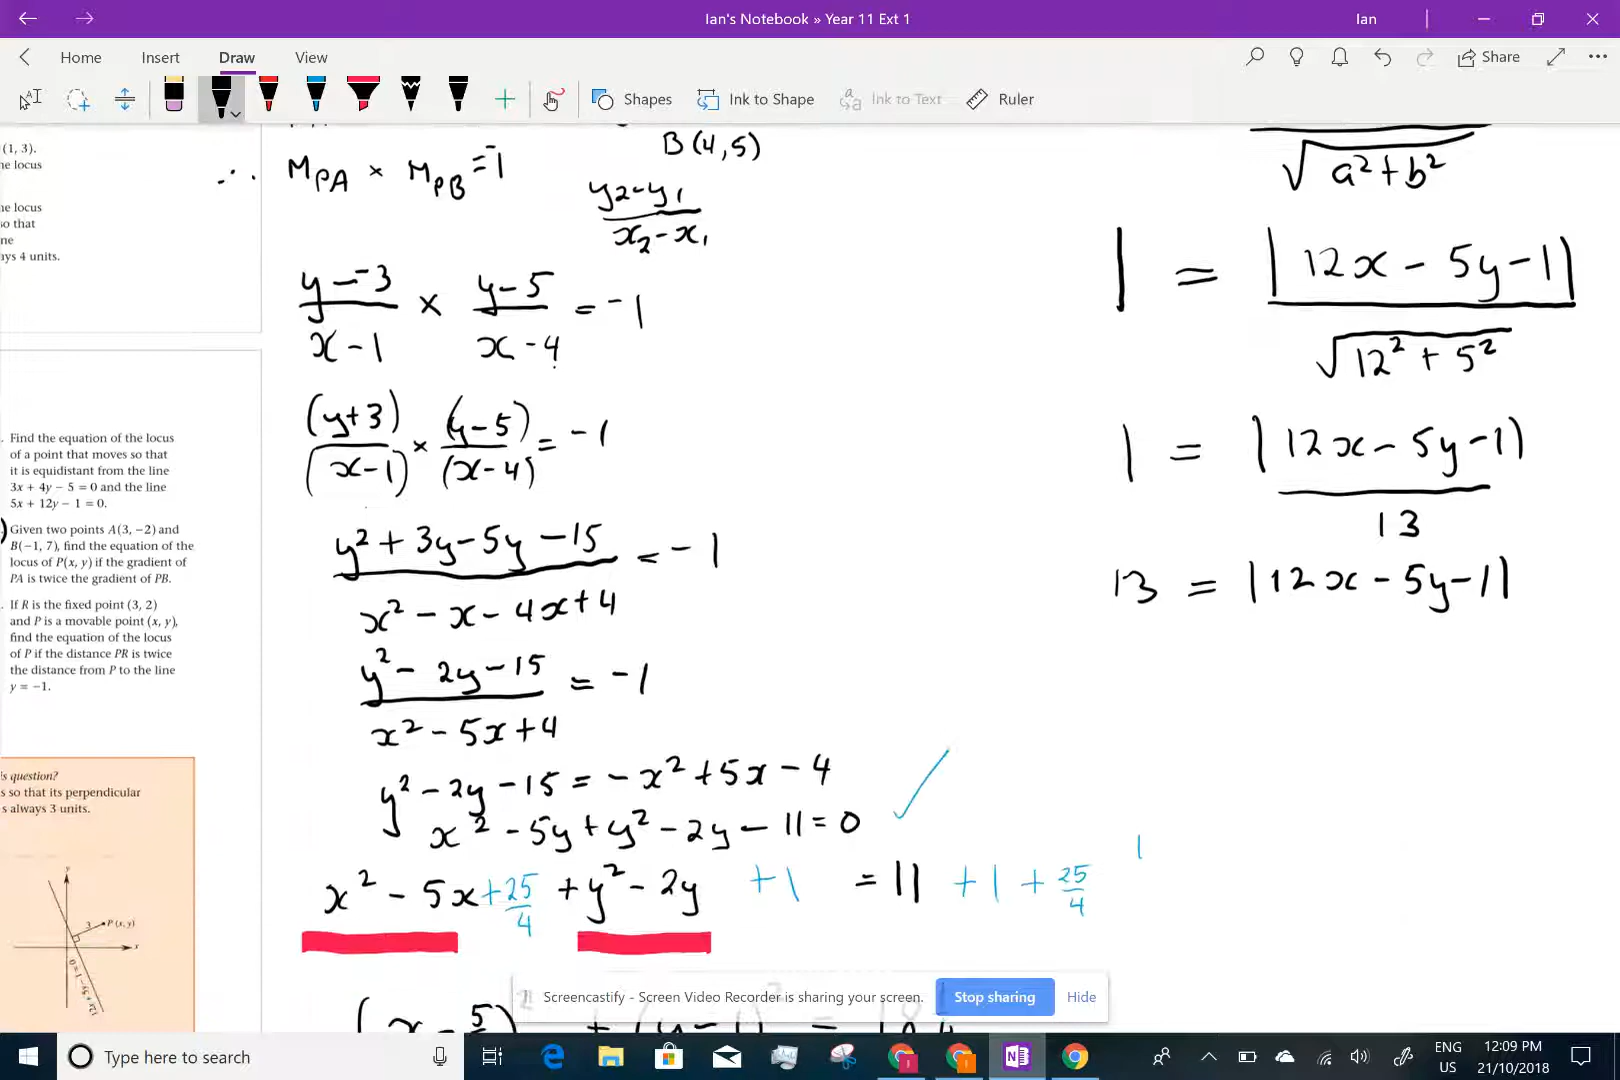 Ian's Notebook » Year 11 Ext 1
Ian
Home Insert Draw View
Share
Shapes Ink to Shape Ink to Text Ruler
(1, 3).
he locus
ne locus
so that
ne
ays 4 units.
. Find the equation of the locus
of a point that moves so that
it is equidistant from the line
3x + 4y − 5 = 0 and the line
5x + 12y − 1 = 0.
Given two points A(3, −2) and
B(−1, 7), find the equation of the
locus of P(x, y) if the gradient of
PA is twice the gradient of PB.
. If R is the fixed point (3, 2)
and P is a movable point (x, y),
find the equation of the locus
of P if the distance PR is twice
the distance from P to the line
y = −1.
's question?
s so that its perpendicular
s always 3 units.
y
3
P(x, y)
x
B(4,5)
∴ M_PA × M_PB = -1
y₂-y₁/x₂-x₁
y--3/x-1 × y-5/x-4 = -1
(y+3)/(x-1) × (y-5)/(x-4) = -1
y²+3y-5y-15/x²-x-4x+4 = -1
y²-2y-15/x²-5x+4 = -1
y²-2y-15 = -x²+5x-4
x²-5y+y²-2y-11=0
x²-5x+25/4+y²-2y +1 = 11 +1+25/4
√a²+b²
1 = |12x-5y-1|/√12²+5²
1 = |12x-5y-1|/13
13 = |12x-5y-1|
Screencastify - Screen Video Recorder is sharing your screen.
Stop sharing
Hide
Type here to search
ENG
US
12:09 PM
21/10/2018